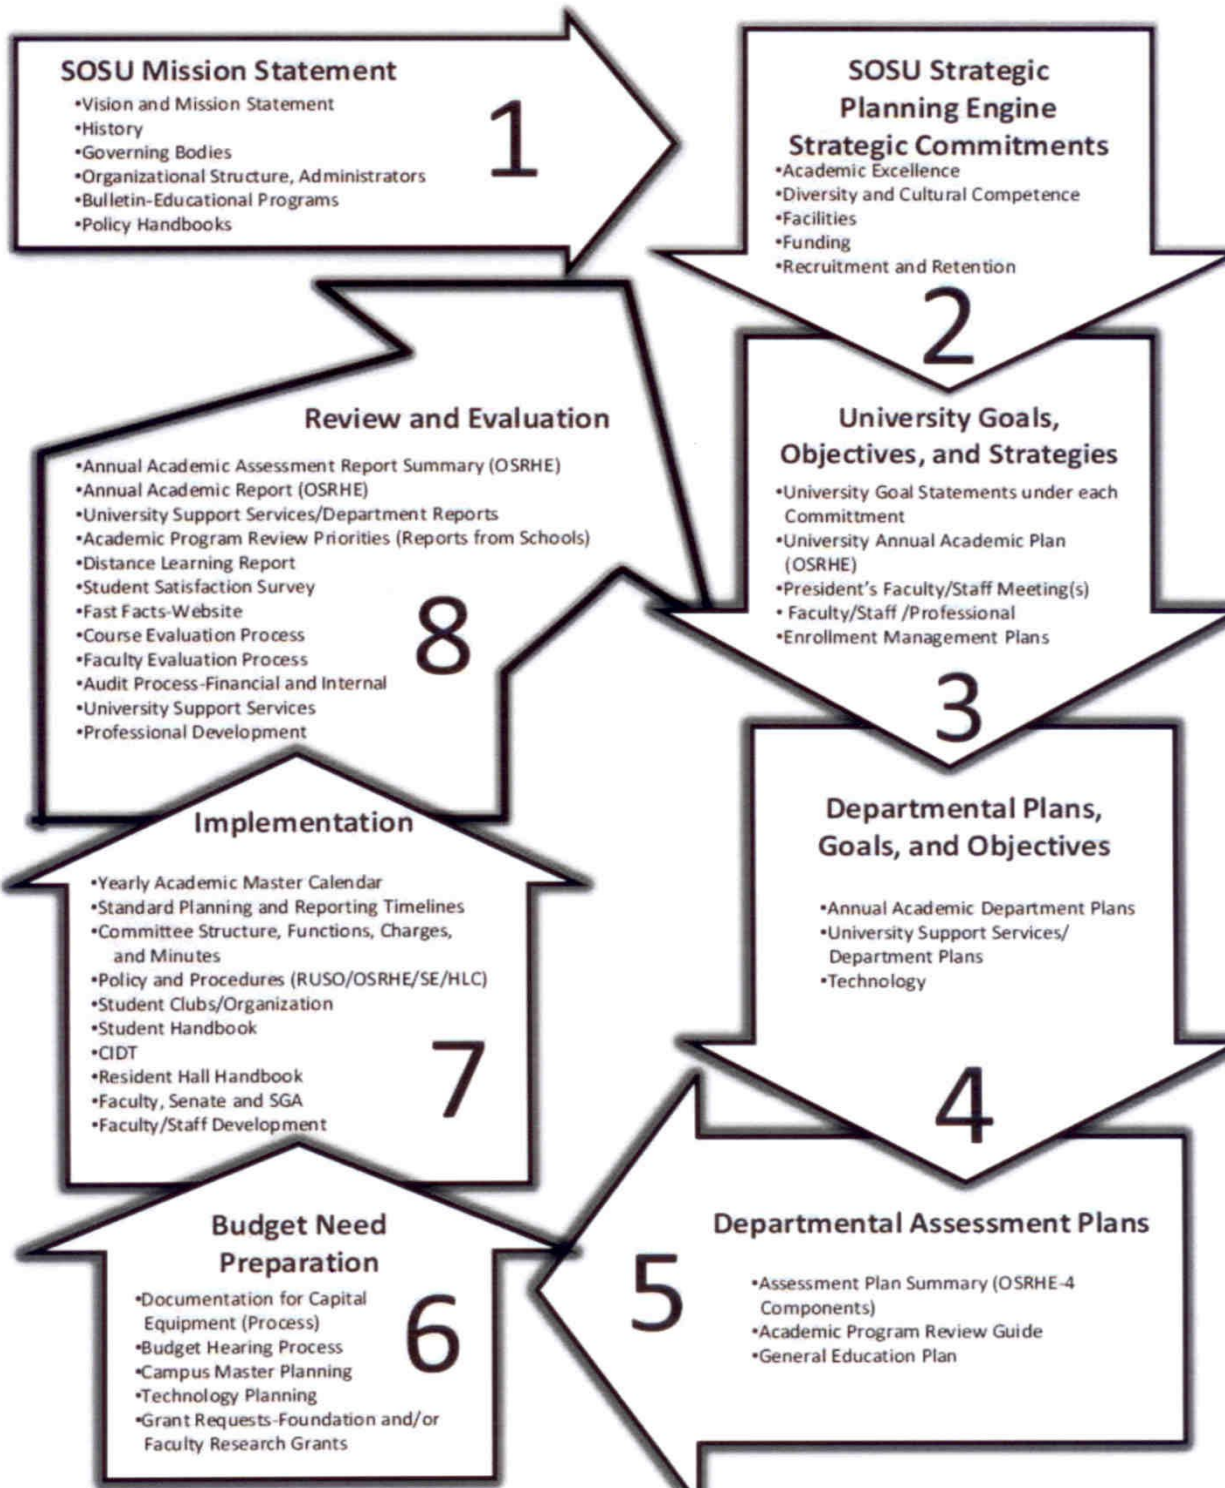 SOSU Mission Statement
•Vision and Mission Statement
•History
•Governing Bodies
•Organizational Structure, Administrators
•Bulletin-Educational Programs
•Policy Handbooks
1
SOSU Strategic
Planning Engine
Strategic Commitments
•Academic Excellence
•Diversity and Cultural Competence
•Facilities
•Funding
•Recruitment and Retention
2
University Goals,
Objectives, and Strategies
•University Goal Statements under each
Committment
•University Annual Academic Plan
(OSRHE)
•President's Faculty/Staff Meeting(s)
• Faculty/Staff /Professional
•Enrollment Management Plans
3
Departmental Plans,
Goals, and Objectives
•Annual Academic Department Plans
•University Support Services/
Department Plans
•Technology
4
Departmental Assessment Plans
•Assessment Plan Summary (OSRHE-4
Components)
•Academic Program Review Guide
•General Education Plan
5
Budget Need
Preparation
•Documentation for Capital
Equipment (Process)
•Budget Hearing Process
•Campus Master Planning
•Technology Planning
•Grant Requests-Foundation and/or
Faculty Research Grants
6
Implementation
•Yearly Academic Master Calendar
•Standard Planning and Reporting Timelines
•Committee Structure, Functions, Charges,
and Minutes
•Policy and Procedures (RUSO/OSRHE/SE/HLC)
•Student Clubs/Organization
•Student Handbook
•CIDT
•Resident Hall Handbook
•Faculty, Senate and SGA
•Faculty/Staff Development
7
Review and Evaluation
•Annual Academic Assessment Report Summary (OSRHE)
•Annual Academic Report (OSRHE)
•University Support Services/Department Reports
•Academic Program Review Priorities (Reports from Schools)
•Distance Learning Report
•Student Satisfaction Survey
•Fast Facts-Website
•Course Evaluation Process
•Faculty Evaluation Process
•Audit Process-Financial and Internal
•University Support Services
•Professional Development
8